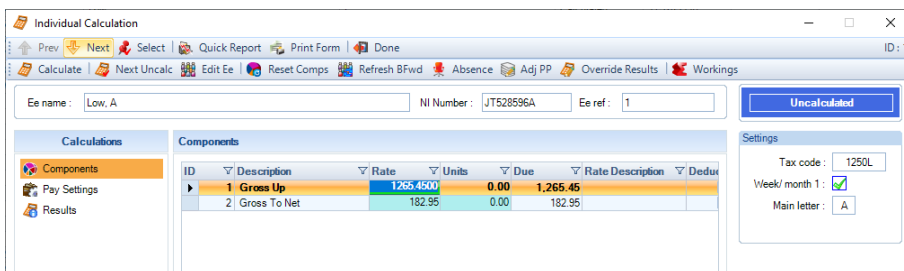 Individual Calculation
Prev Next Select Quick Report Print Form Done ID :
Calculate Next Uncalc Edit Ee Reset Comps Refresh BFwd Absence Adj PP Override Results Workings
Ee name : Low, A NI Number : JT528596A Ee ref : 1 Uncalculated
Calculations Components Settings
Components ID Description Rate Units Due Rate Description Deduc Tax code : 1250L
Pay Settings 1 Gross Up 1265.4500 0.00 1,265.45 Week/ month 1 :
Results 2 Gross To Net 182.95 0.00 182.95 Main letter : A